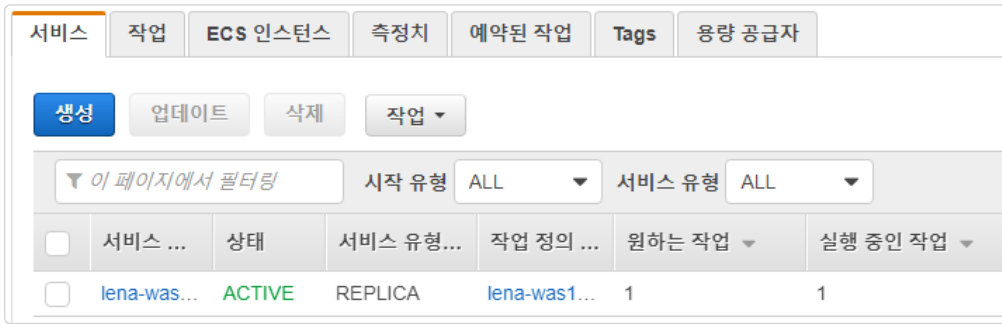 서비스 작업 ECS 인스턴스 측정치 예약된 작업 Tags 용량 공급자
생성 업데이트 삭제 작업
이 페이지에서 필터링 시작 유형 ALL 서비스 유형 ALL
서비스 ... 상태 서비스 유형... 작업 정의 ... 원하는 작업 실행 중인 작업
lena-was... ACTIVE REPLICA lena-was1... 1 1